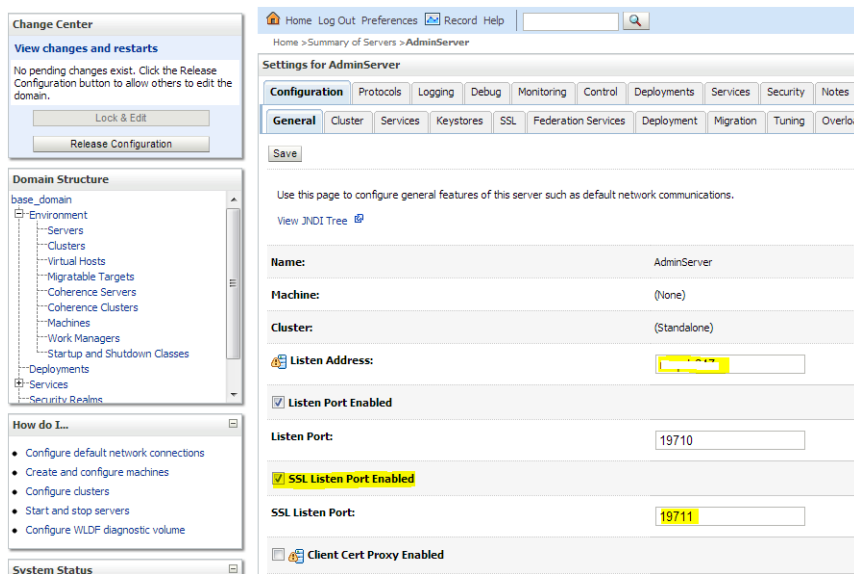 Change Center
View changes and restarts
No pending changes exist. Click the Release
Configuration button to allow others to edit the
domain.
Lock & Edit
Release Configuration
Domain Structure
base_domain
Environment
Servers
Clusters
Virtual Hosts
Migratable Targets
Coherence Servers
Coherence Clusters
Machines
Work Managers
Startup and Shutdown Classes
Deployments
Services
Security Realms
How do I...
Configure default network connections
Create and configure machines
Configure clusters
Start and stop servers
Configure WLDF diagnostic volume
System Status
Home Log Out Preferences Record Help
Home >Summary of Servers >AdminServer
Settings for AdminServer
Configuration Protocols Logging Debug Monitoring Control Deployments Services Security Notes
General Cluster Services Keystores SSL Federation Services Deployment Migration Tuning Overloa
Save
Use this page to configure general features of this server such as default network communications.
View JNDI Tree
Name: AdminServer
Machine: (None)
Cluster: (Standalone)
Listen Address:
Listen Port Enabled
Listen Port: 19710
SSL Listen Port Enabled
SSL Listen Port: 19711
Client Cert Proxy Enabled